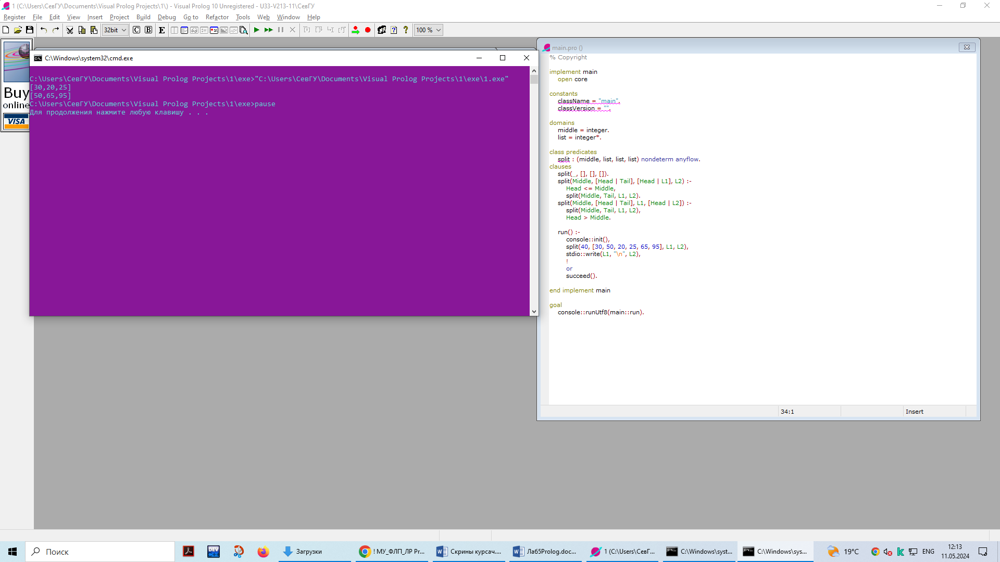 1 (C:\Users\СевГУ\Documents\Visual Prolog Projects\1\) - Visual Prolog 10 Unregistered - U33-V213-11\СевГУ
Register File Edit View Insert Project Build Debug Go to Refactor Tools Web Window Help
32bit C B E 100 %
Buy
online
VISA
C:\Windows\system32\cmd.exe
C:\Users\СевГУ\Documents\Visual Prolog Projects\1\exe>"C:\Users\СевГУ\Documents\Visual Prolog Projects\1\exe\1.exe"
[30,20,25]
[50,65,95]
C:\Users\СевГУ\Documents\Visual Prolog Projects\1\exe>pause
Для продолжения нажмите любую клавишу . . .
main.pro ()
% Copyright
implement main
open core
constants
className = "main".
classVersion = "".
domains
middle = integer.
list = integer*.
class predicates
split : (middle, list, list, list) nondeterm anyflow.
clauses
split(_, [], [], []).
split(Middle, [Head | Tail], [Head | L1], L2) :-
Head <= Middle,
split(Middle, Tail, L1, L2).
split(Middle, [Head | Tail], L1, [Head | L2]) :-
split(Middle, Tail, L1, L2),
Head > Middle.
run() :-
console::init(),
split(40, [30, 50, 20, 25, 65, 95], L1, L2),
stdio::write(L1, "\n", L2),
!
or
succeed().
end implement main
goal
console::runUtf8(main::run).
34:1 Insert
Поиск
DEV
Загрузки
! МУ_ФЛП_ЛР Pr...
Скрины курсач....
Лаб5Prolog.doc...
1 (C:\Users\СевГ...
C:\Windows\syst...
C:\Windows\sys...
19°C
ENG
12:13
11.05.2024